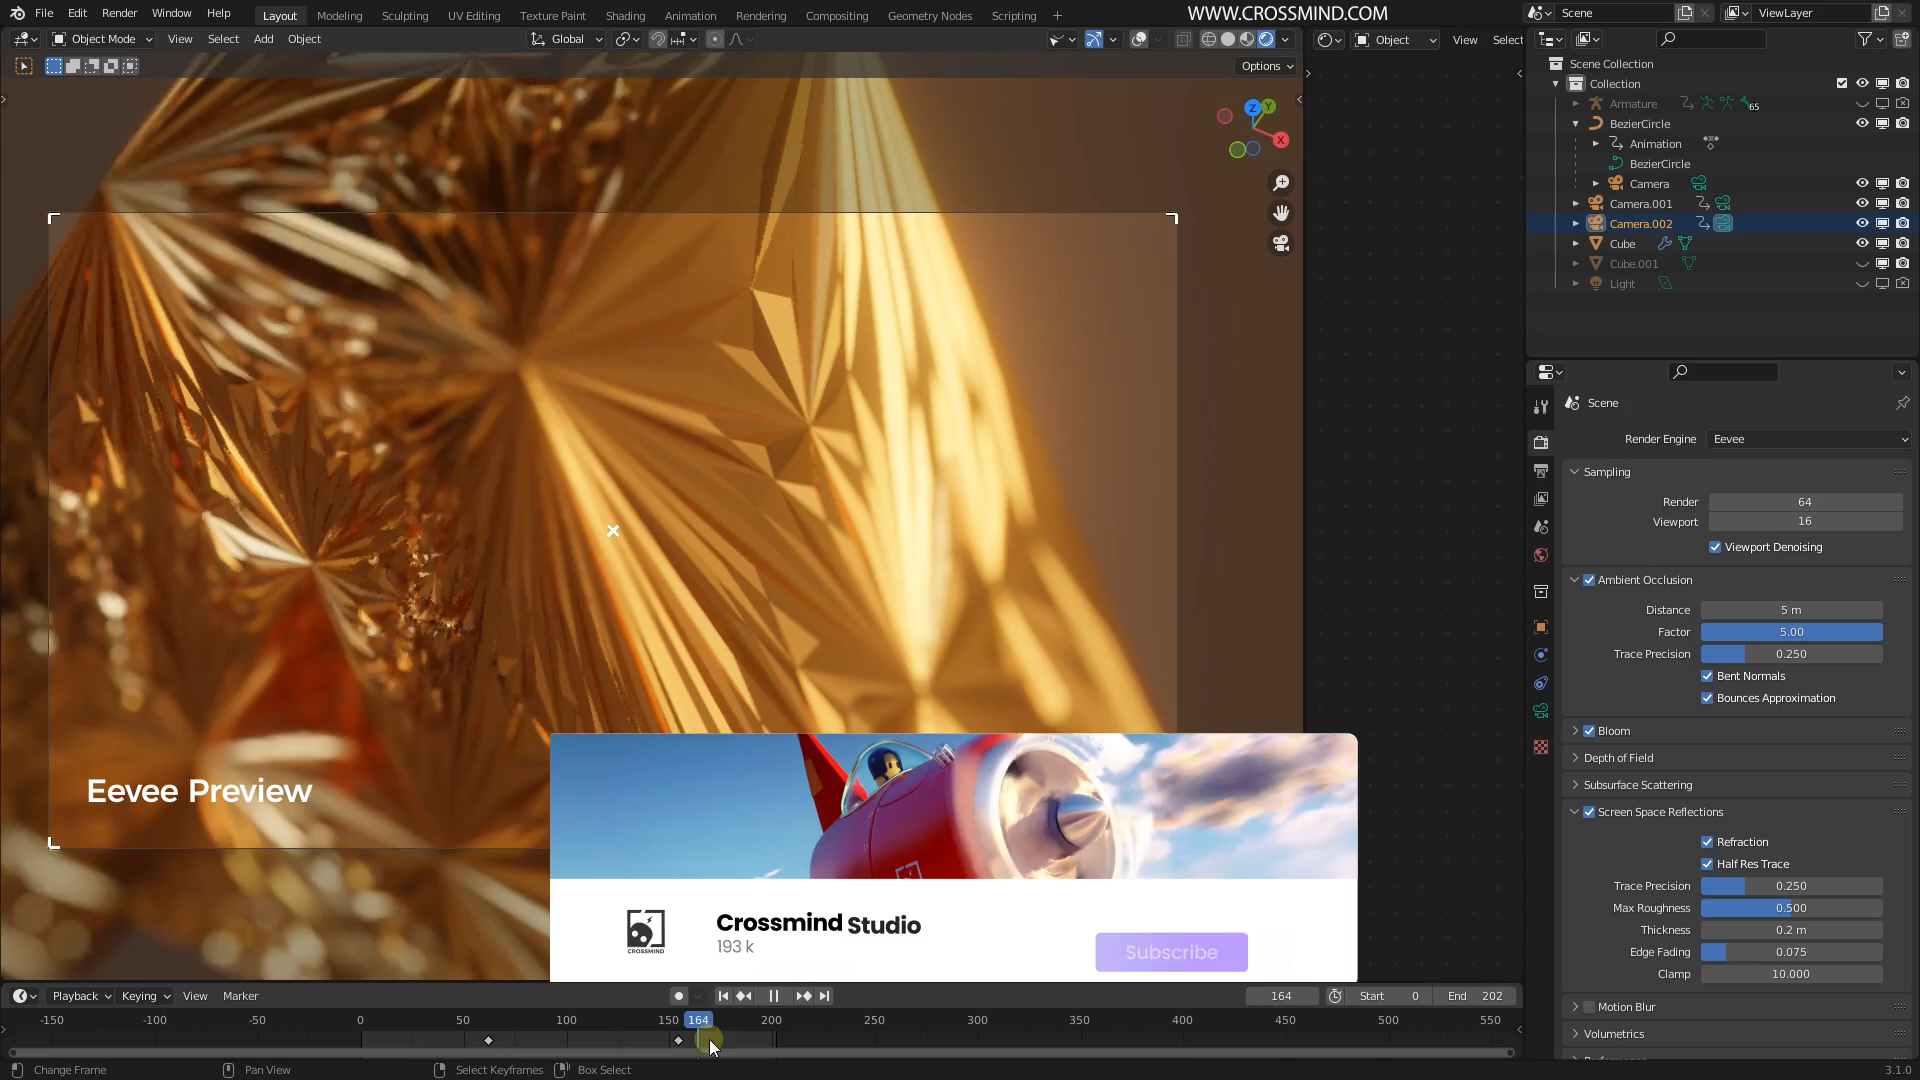 File Edit Render Window Help
Layout Modeling Sculpting UV Editing Texture Paint Shading Animation Rendering Compositing Geometry Nodes Scripting +
WWW.CROSSMIND.COM
Scene
ViewLayer
Object Mode View Select Add Object
Global
Object View Select
Options
Z
Y
X
Scene Collection
Collection
Armature 65
BezierCircle
Animation
BezierCircle
Camera
Camera.001
Camera.002
Cube
Cube.001
Light
Scene
Render Engine Eevee
Sampling
Render 64
Viewport 16
Viewport Denoising
Ambient Occlusion
Distance 5 m
Factor 5.00
Trace Precision 0.250
Bent Normals
Bounces Approximation
Bloom
Depth of Field
Subsurface Scattering
Screen Space Reflections
Refraction
Half Res Trace
Trace Precision 0.250
Max Roughness 0.500
Thickness 0.2 m
Edge Fading 0.075
Clamp 10.000
Motion Blur
Volumetrics
Eevee Preview
CROSSMIND
Crossmind Studio
193 k
Subscribe
Playback Keying View Marker
164
Start 0
End 202
-150 -100 -50 0 50 100 150 164 200 250 300 350 400 450 500 550
Change Frame
Pan View
Select Keyframes
Box Select
3.1.0